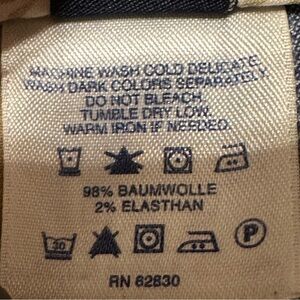 MACHINE WASH COLD DELICATE.
WASH DARK COLORS SEPARATELY.
DO NOT BLEACH.
TUMBLE DRY LOW.
WARM IRON IF NEEDED.
98% BAUMWOLLE
2% ELASTHAN
30 P
RN 62830